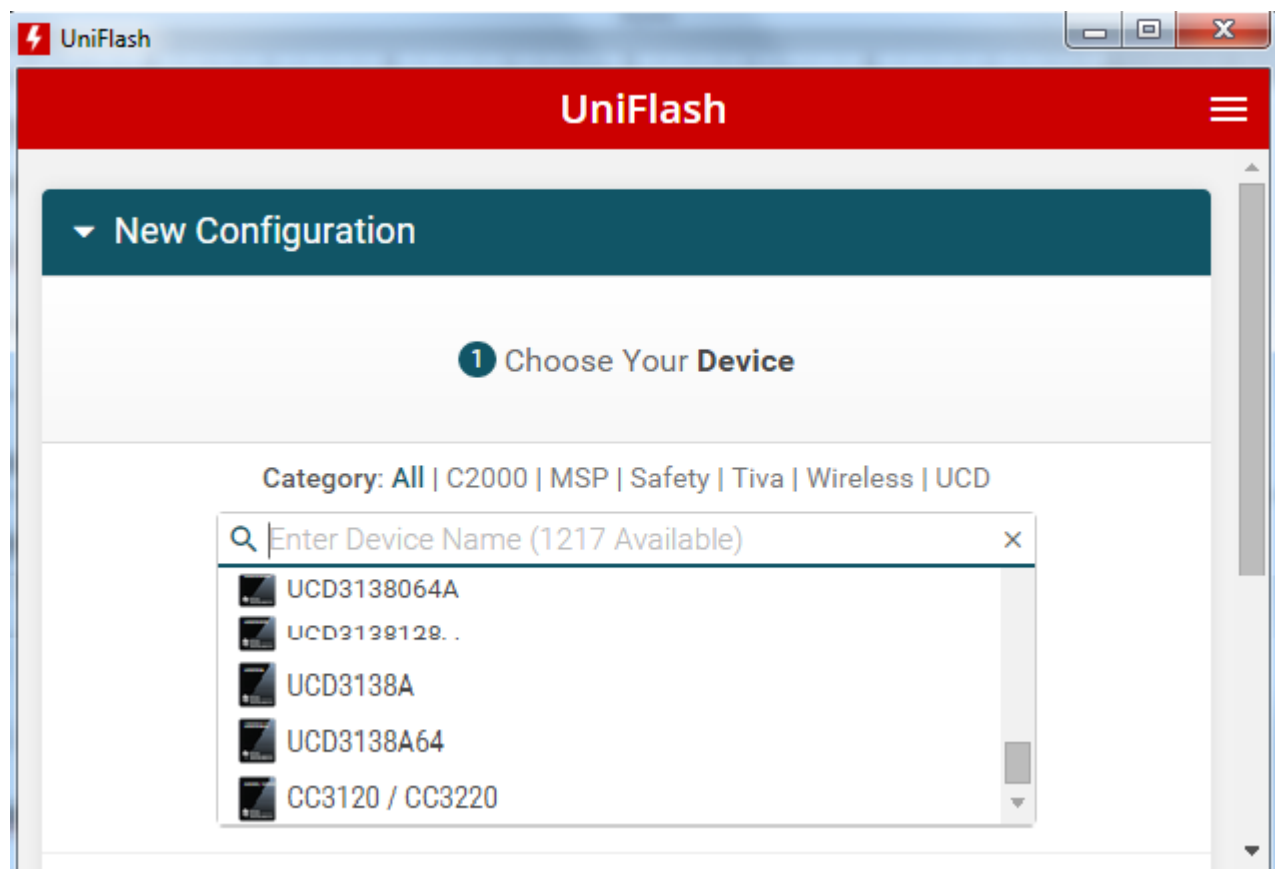 UniFlash
UniFlash
New Configuration
1 Choose Your Device
Category: All | C2000 | MSP | Safety | Tiva | Wireless | UCD
Enter Device Name (1217 Available)
UCD3138064A
UCD3138128
UCD3138A
UCD3138A64
CC3120 / CC3220